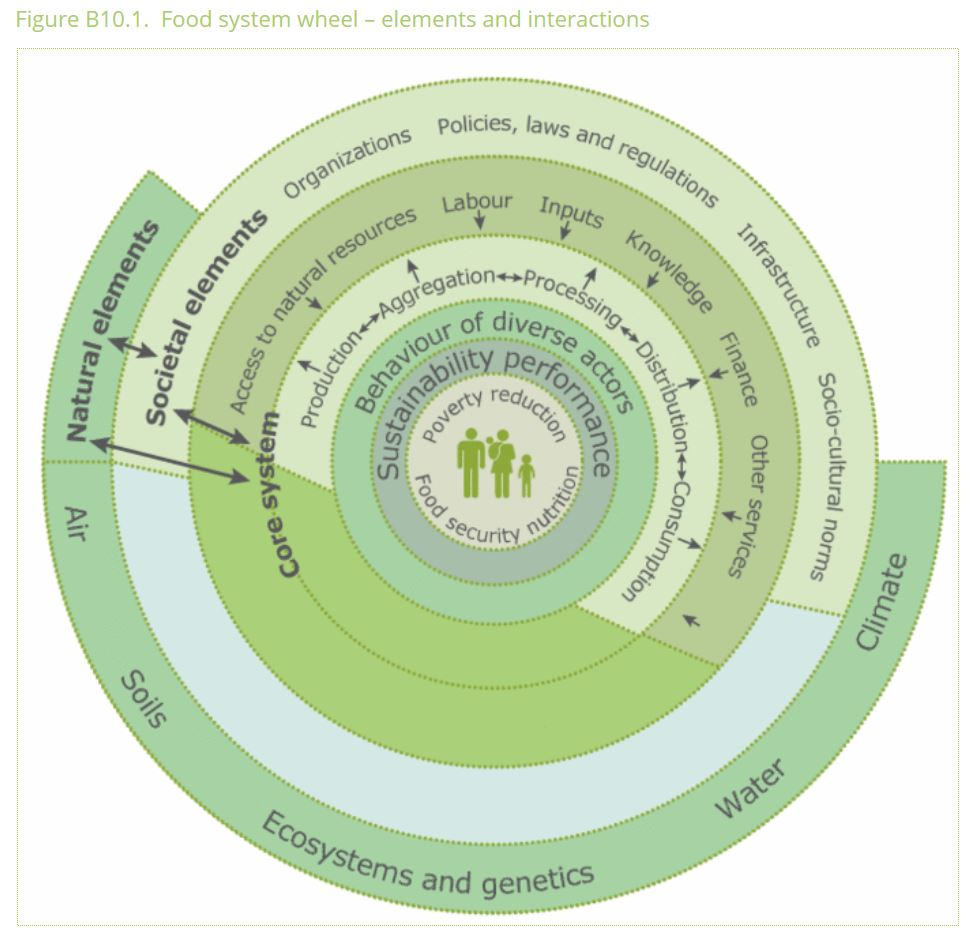 Figure B10.1.  Food system wheel – elements and interactions
Natural elements
Societal elements
Core system
Organizations
Policies, laws and regulations
Infrastructure
Socio-cultural norms
Access to natural resources
Labour
Inputs
Knowledge
Finance
Other services
Production
Aggregation
Processing
Distribution
Consumption
Behaviour of diverse actors
Sustainability performance
Poverty reduction
Food security nutrition
Air
Soils
Ecosystems and genetics
Water
Climate